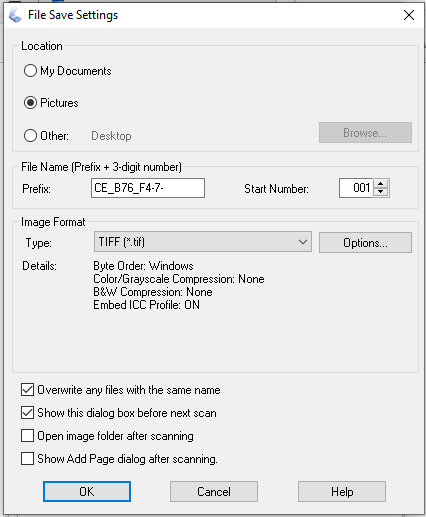 File Save Settings
Location
My Documents
Pictures
Other: Desktop Browse...
File Name (Prefix + 3-digit number)
Prefix: CE_B76_F4-7- Start Number: 001
Image Format
Type: TIFF (*.tif) Options...
Details: Byte Order: Windows
Color/Grayscale Compression: None
B&W Compression: None
Embed ICC Profile: ON
Overwrite any files with the same name
Show this dialog box before next scan
Open image folder after scanning
Show Add Page dialog after scanning.
OK Cancel Help